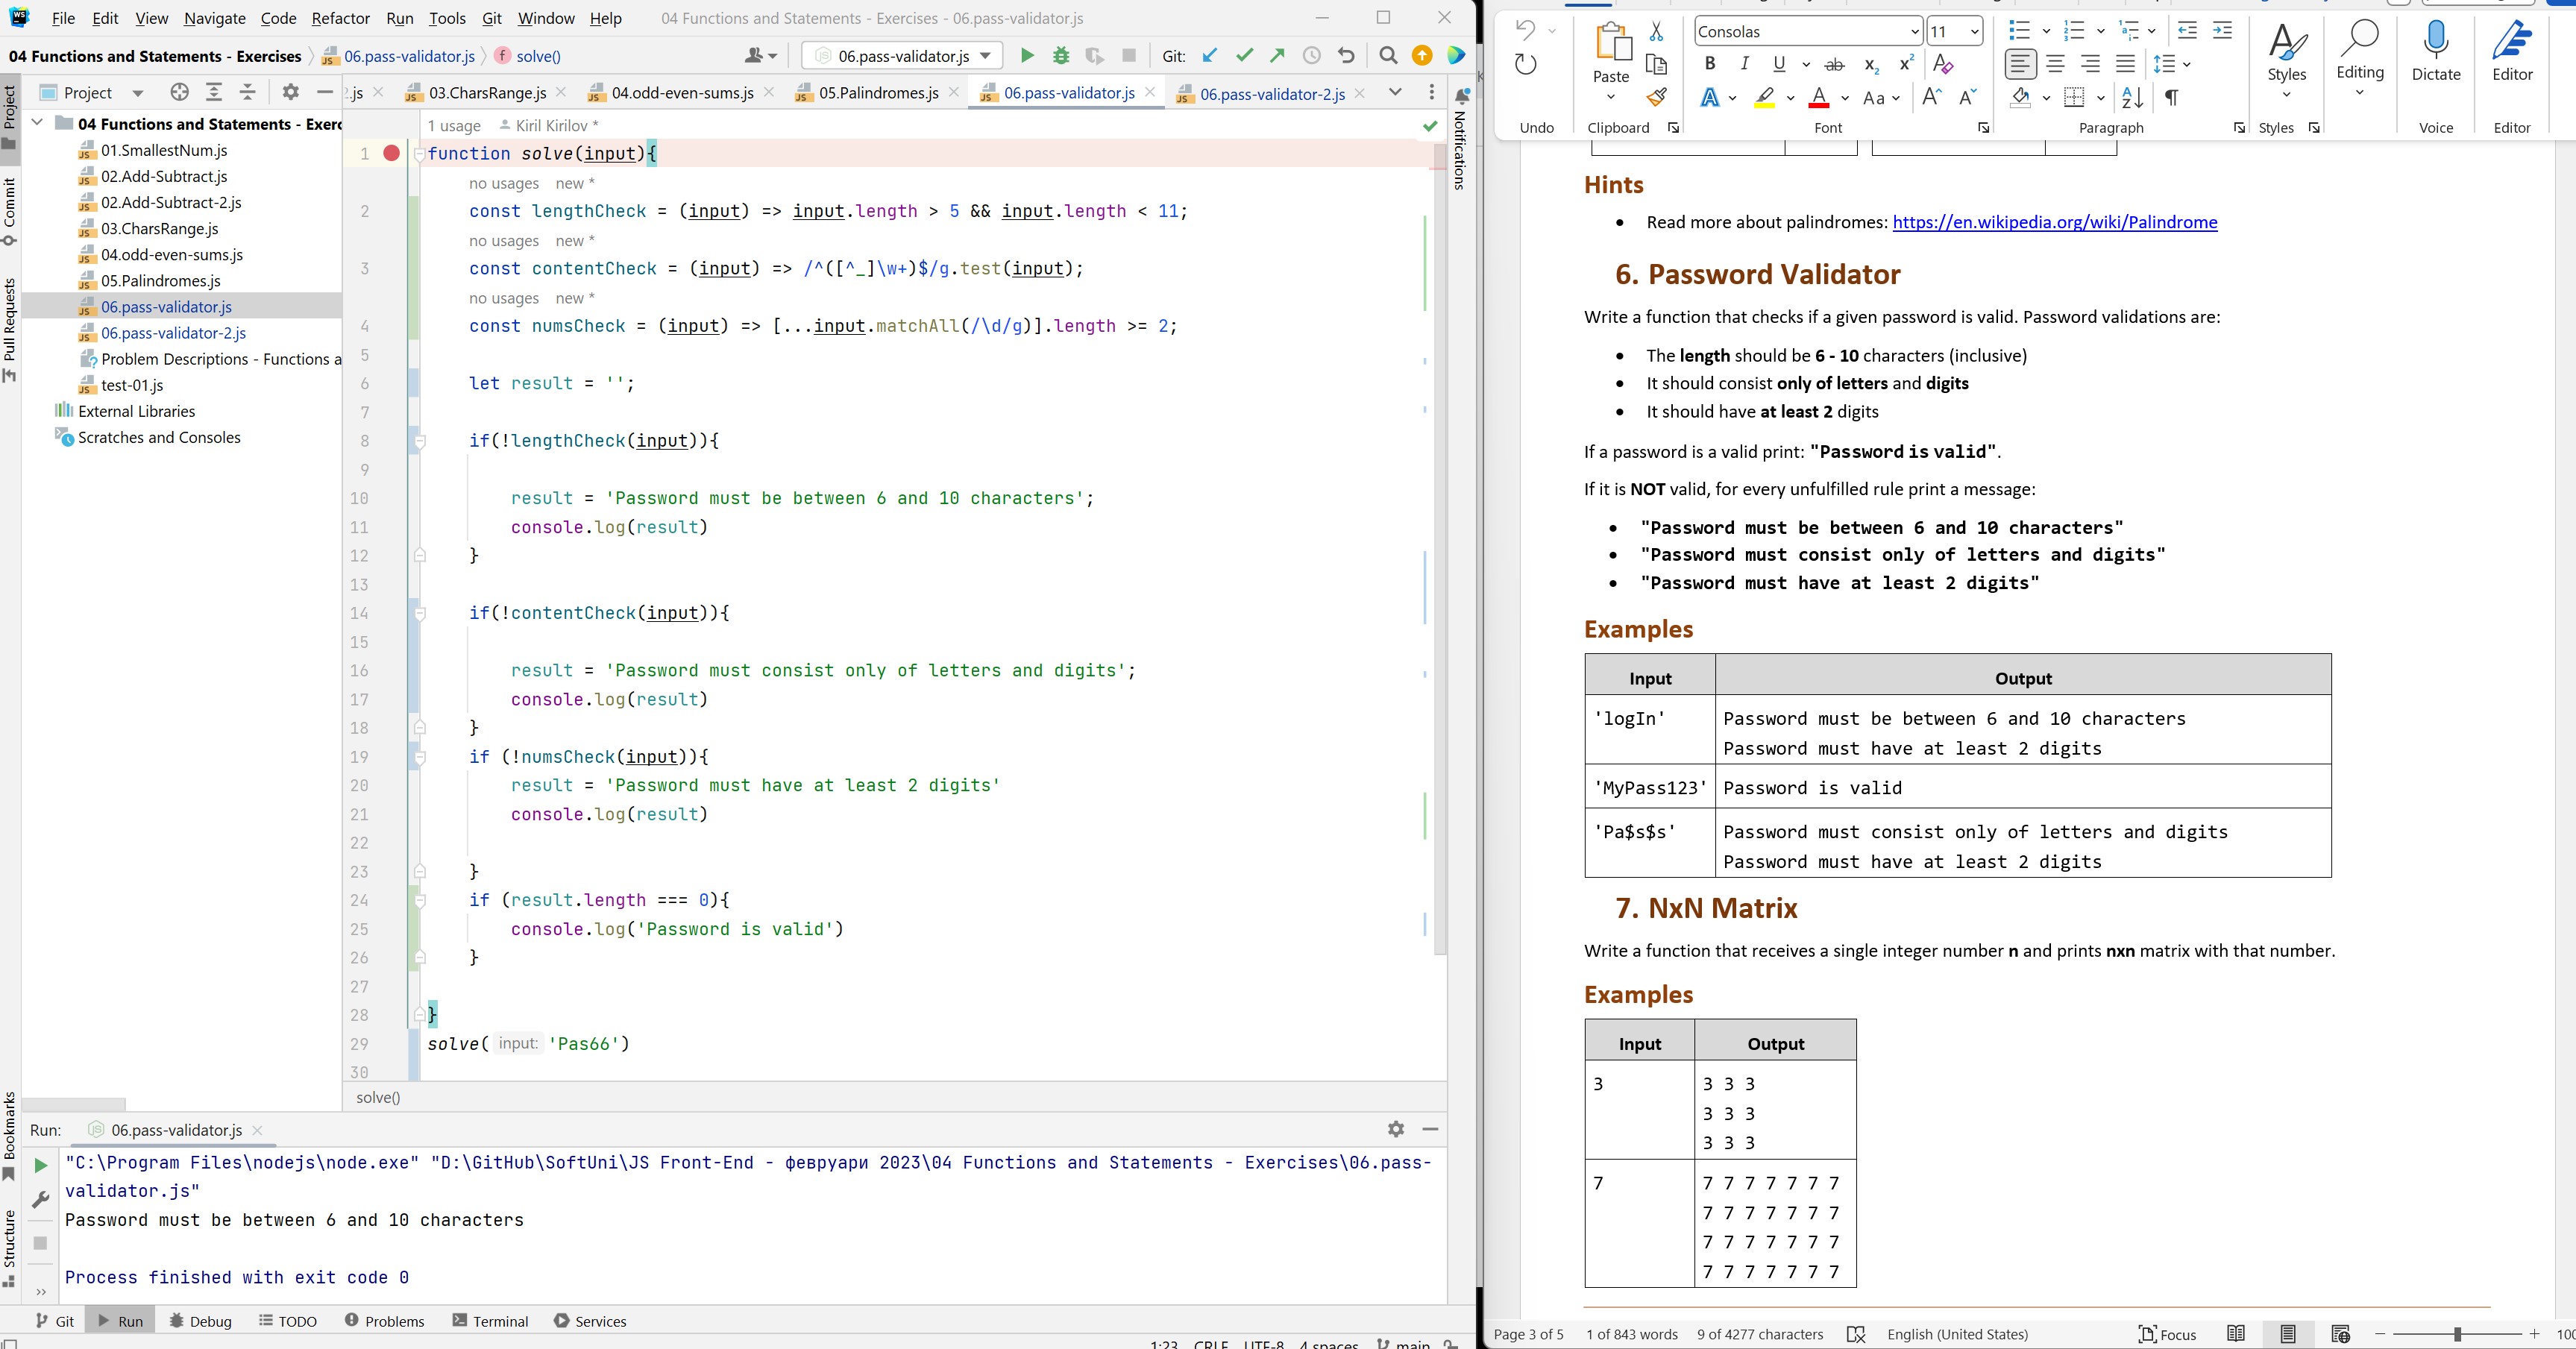 File Edit View Navigate Code Refactor Run Tools Git Window Help 04 Functions and Statements - Exercises - 06.pass-validator.js
04 Functions and Statements - Exercises 06.pass-validator.js solve() 06.pass-validator.js Git:
Project .js 03.CharsRange.js 04.odd-even-sums.js 05.Palindromes.js 06.pass-validator.js 06.pass-validator-2.js
Project
Commit
Pull Requests
Bookmarks
Structure
04 Functions and Statements - Exerc
01.SmallestNum.js
02.Add-Subtract.js
02.Add-Subtract-2.js
03.CharsRange.js
04.odd-even-sums.js
05.Palindromes.js
06.pass-validator.js
06.pass-validator-2.js
Problem Descriptions - Functions a
test-01.js
External Libraries
Scratches and Consoles
1 usage Kiril Kirilov *
1 function solve(input){
no usages new *
2 const lengthCheck = (input) => input.length > 5 && input.length < 11;
no usages new *
3 const contentCheck = (input) => /^([^_]\w+)$/g.test(input);
no usages new *
4 const numsCheck = (input) => [...input.matchAll(/\d/g)].length >= 2;
5
6 let result = '';
7
8 if(!lengthCheck(input)){
9
10 result = 'Password must be between 6 and 10 characters';
11 console.log(result)
12 }
13
14 if(!contentCheck(input)){
15
16 result = 'Password must consist only of letters and digits';
17 console.log(result)
18 }
19 if (!numsCheck(input)){
20 result = 'Password must have at least 2 digits'
21 console.log(result)
22
23 }
24 if (result.length === 0){
25 console.log('Password is valid')
26 }
27
28 }
29 solve( input: 'Pas66')
30
solve()
Notifications
Run: 06.pass-validator.js
"C:\Program Files\nodejs\node.exe" "D:\GitHub\SoftUni\JS Front-End - февруари 2023\04 Functions and Statements - Exercises\06.pass-
validator.js"
Password must be between 6 and 10 characters
Process finished with exit code 0
Git Run Debug TODO Problems Terminal Services
1:23 CRLF UTF-8 4 spaces main
Consolas 11
Paste
Styles Editing Dictate Editor
Undo Clipboard Font Paragraph Styles Voice Editor
Hints
• Read more about palindromes: https://en.wikipedia.org/wiki/Palindrome
6. Password Validator
Write a function that checks if a given password is valid. Password validations are:
• The length should be 6 - 10 characters (inclusive)
• It should consist only of letters and digits
• It should have at least 2 digits
If a password is a valid print: "Password is valid".
If it is NOT valid, for every unfulfilled rule print a message:
• "Password must be between 6 and 10 characters"
• "Password must consist only of letters and digits"
• "Password must have at least 2 digits"
Examples
Input Output
'logIn' Password must be between 6 and 10 characters
Password must have at least 2 digits
'MyPass123' Password is valid
'Pa$s$s' Password must consist only of letters and digits
Password must have at least 2 digits
7. NxN Matrix
Write a function that receives a single integer number n and prints nxn matrix with that number.
Examples
Input Output
3 3 3 3
3 3 3
3 3 3
7 7 7 7 7 7 7 7
7 7 7 7 7 7 7
7 7 7 7 7 7 7
7 7 7 7 7 7 7
Page 3 of 5 1 of 843 words 9 of 4277 characters English (United States) Focus